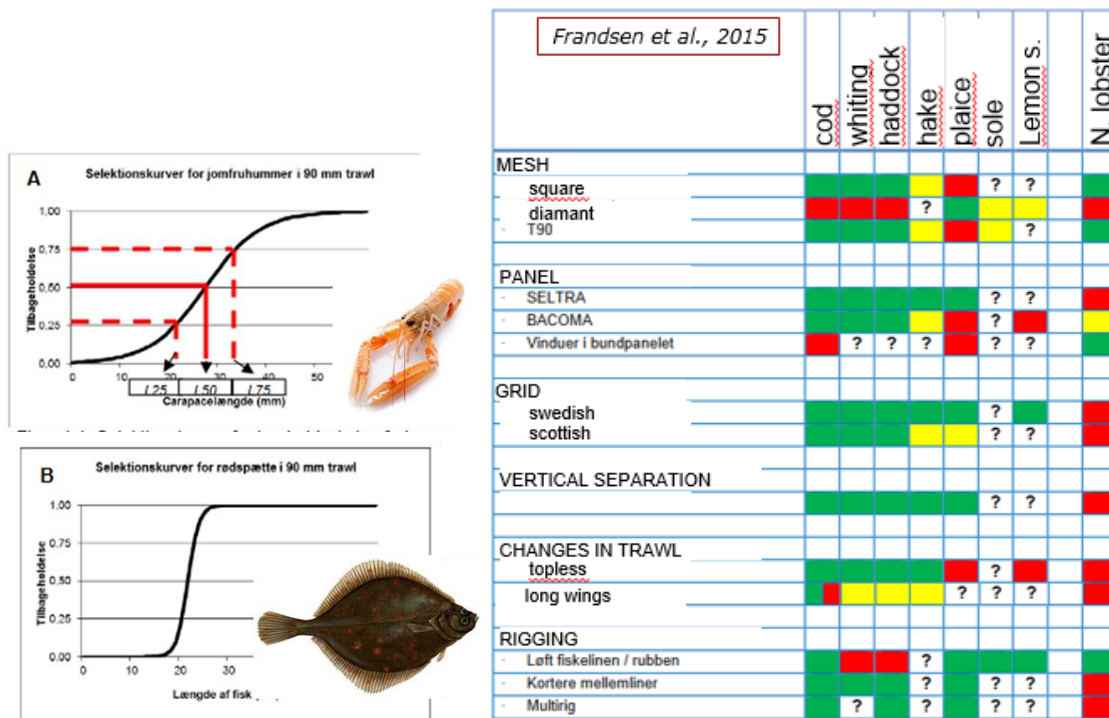 A
Selektionskurver for jomfruhummer i 90 mm trawl
Tilbageholdelse
1,00
0,75
0,50
0,25
0,00
0 10 20 30 40 50
L25 L50 L75
Carapacelængde (mm)
B
Selektionskurver for rødspætte i 90 mm trawl
Tilbageholdelse
1,00
0,75
0,50
0,25
0,00
0 10 20 30
Længde af fisk
Frandsen et al., 2015
cod whiting haddock hake plaice sole Lemon s. N. lobster
MESH
square ? ?
diamant ?
- T90 ?
PANEL
- SELTRA ? ?
- BACOMA ?
- Vinduer i bundpanelet ? ? ? ? ?
GRID
swedish ?
scottish ? ?
VERTICAL SEPARATION
? ?
CHANGES IN TRAWL
topless ?
long wings ? ? ?
RIGGING
- Løft fiskelinen / rubben ?
- Kortere mellemliner ? ? ?
- Multirig ? ? ? ?